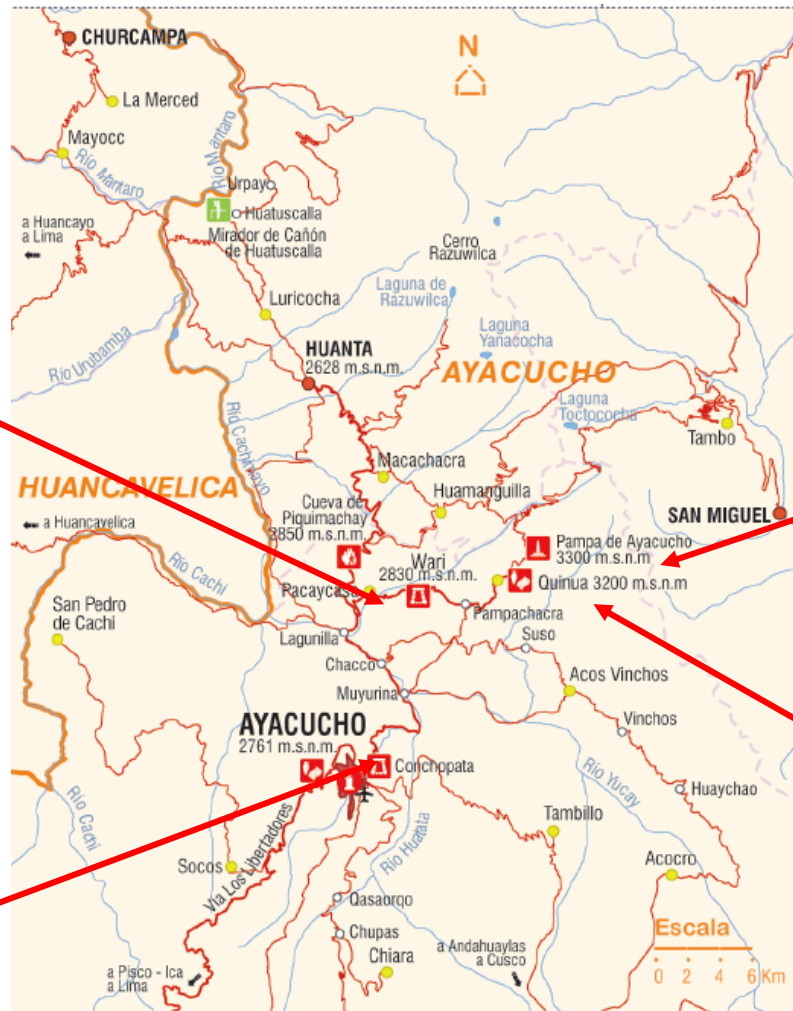 CHURCAMPA
N
La Merced
Mayocc
Río Mantaro
Río Mantaro
Urpay
Huatuscalla
a Huancayo
a Lima
Mirador de Cañón
de Huatuscalla
Cerro
Razuwilca
Laguna de
Razuwilca
Luricocha
Laguna
Yanacocha
Río Urubamba
HUANTA
2628 m.s.n.m.
AYACUCHO
Laguna
Toctococha
Río Cachimayo
Tambo
Macachacra
HUANCAVELICA
Huamanguilla
Cueva de
Piquimachay
2850 m.s.n.m.
SAN MIGUEL
a Huancavelica
Pampa de Ayacucho
3300 m.s.n.m
Wari
2830 m.s.n.m.
Río Cachi
Quinua 3200 m.s.n.m
Pacaycasa
San Pedro
de Cachi
Pampachacra
Lagunilla
Suso
Chacco
Acos Vinchos
Muyurina
Vinchos
AYACUCHO
2761 m.s.n.m.
Conchopata
Río Yucay
Huaychao
Río Cachi
Vía Los Libertadores
Tambillo
Río Huatata
Socos
Acocro
Qasaorqo
Chupas
Escala
Chiara
a Andahuaylas
a Cusco
a Pisco - Ica
a Lima
0 2 4 6 Km